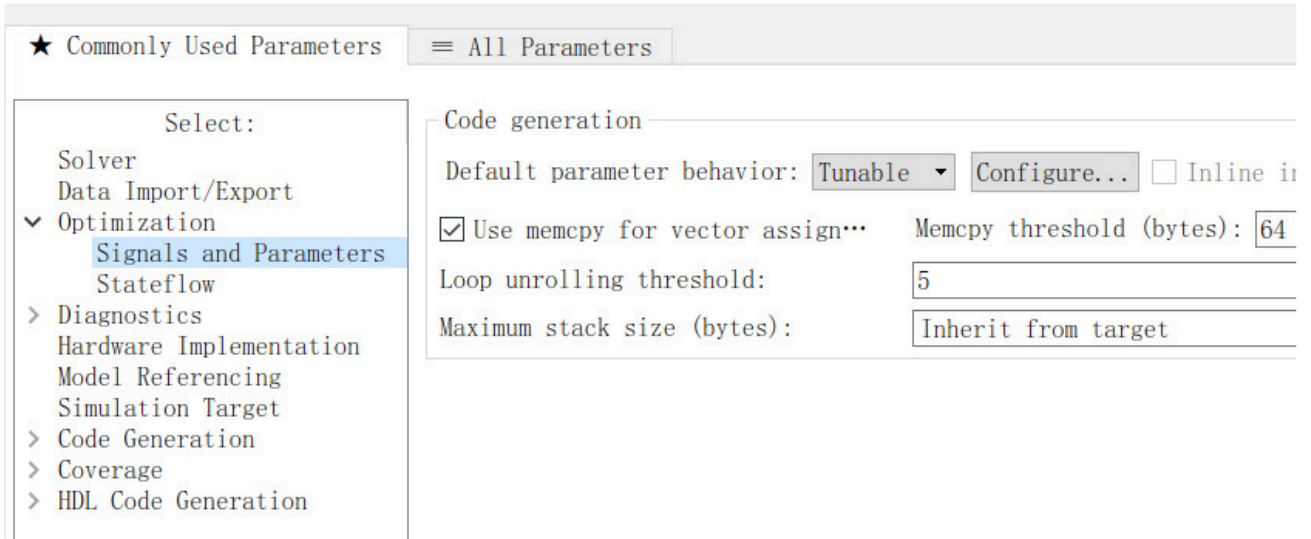 ★ Commonly Used Parameters
≡ All Parameters
Select:
Solver
Data Import/Export
Optimization
Signals and Parameters
Stateflow
Diagnostics
Hardware Implementation
Model Referencing
Simulation Target
Code Generation
Coverage
HDL Code Generation
Code generation
Default parameter behavior: Tunable Configure... Inline in
Use memcpy for vector assign… Memcpy threshold (bytes): 64
Loop unrolling threshold: 5
Maximum stack size (bytes): Inherit from target